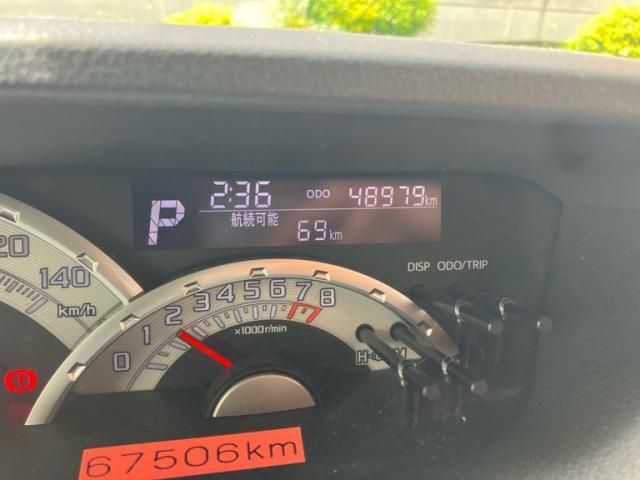 2:36 ODO 48979km
P
航続可能 69km
DISP ODO/TRIP
20 140
km/h
0 1 2 3 4 5 6 7 8
×1000r/min
67506km